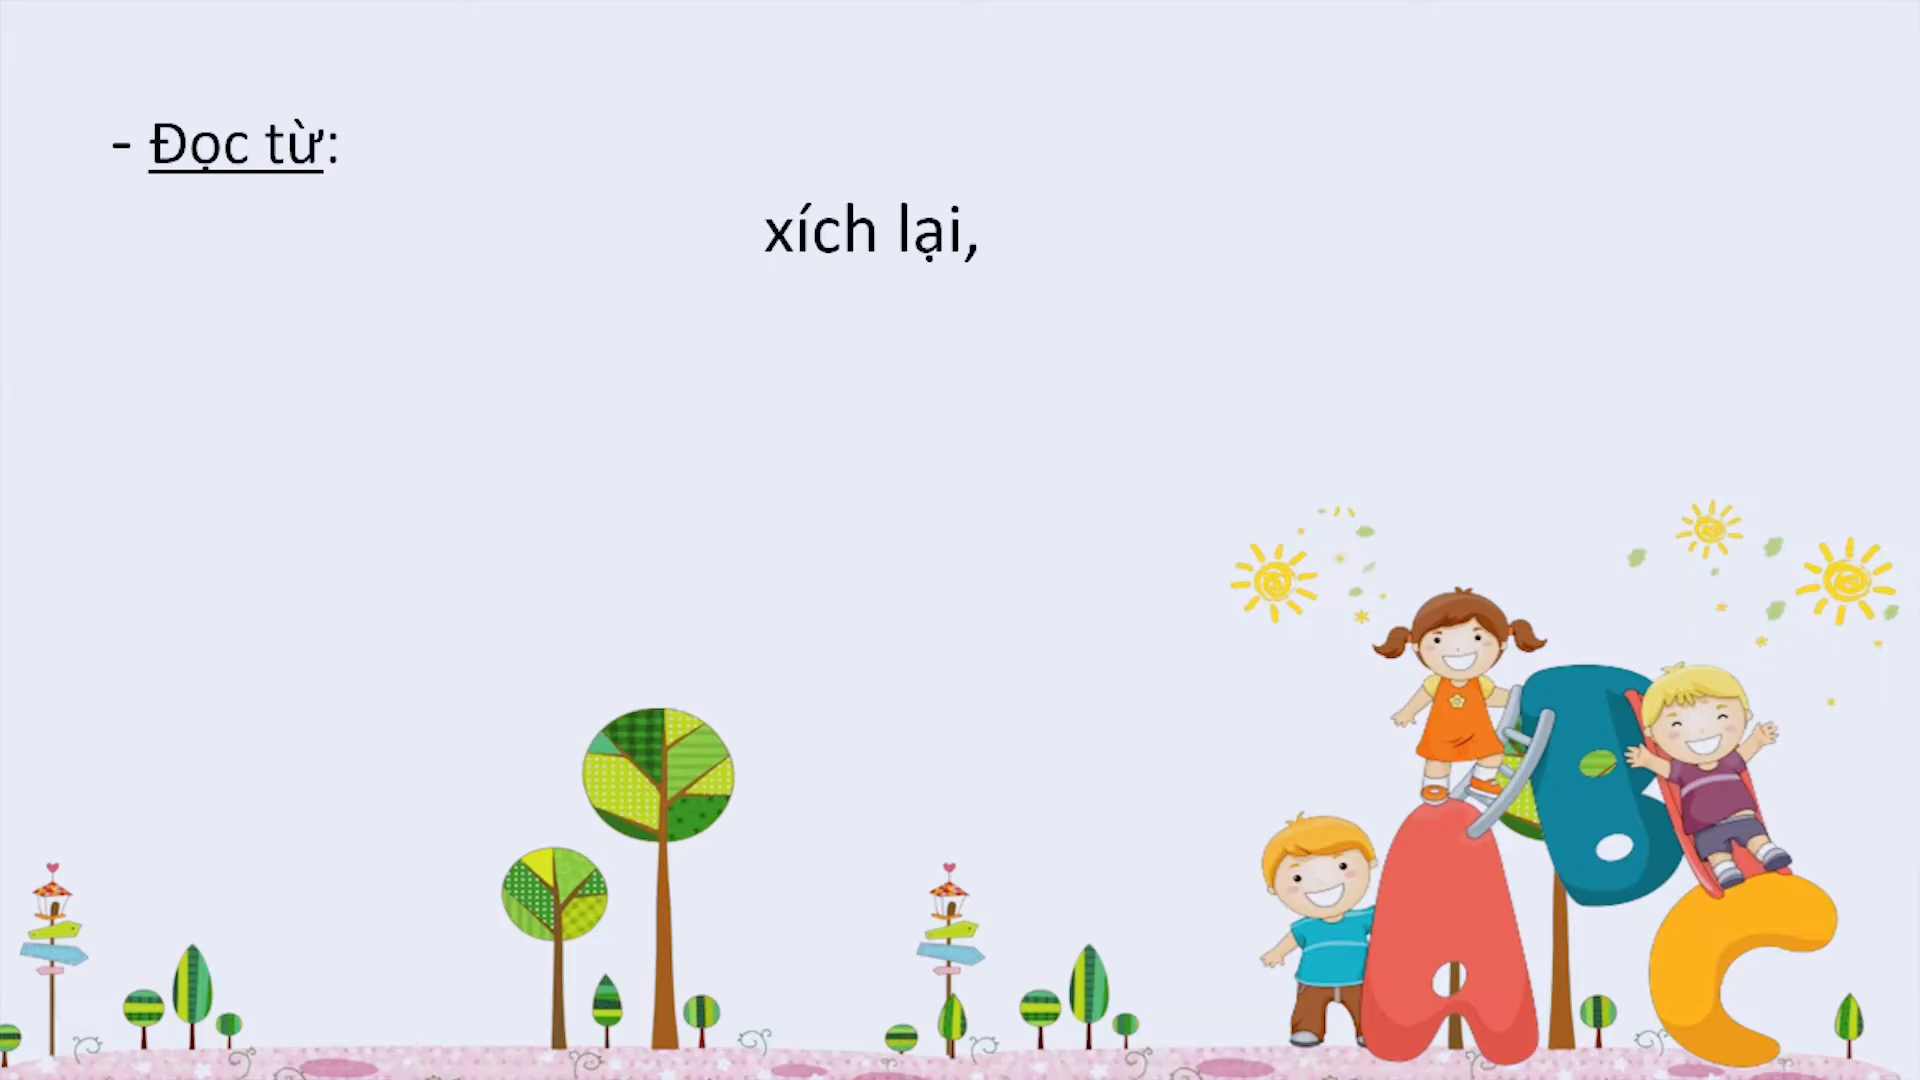 - Đọc từ:
xích lại,
A
B
C